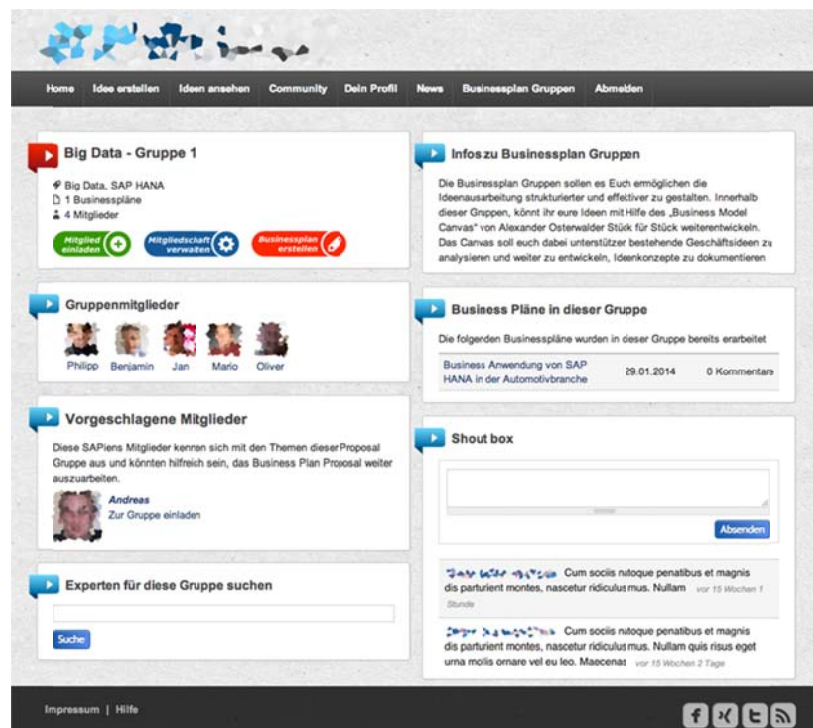 Home Idee erstellen Ideen ansehen Community Dein Profil News Businessplan Gruppen Abmelden
Big Data - Gruppe 1
Big Data, SAP HANA
1 Businesspläne
4 Mitglieder
Mitglied
einladen
Mitgliedschaft
verwalten
Businessplan
erstellen
Gruppenmitglieder
Philipp Benjamin Jan Mario Oliver
Vorgeschlagene Mitglieder
Diese SAPiens Mitglieder kennen sich mit den Themen dieser Proposal
Gruppe aus und könnten hilfreich sein, das Business Plan Proposal weiter
auszuarbeiten.
Andreas
Zur Gruppe einladen
Experten für diese Gruppe suchen
Suche
Infos zu Businessplan Gruppen
Die Businessplan Gruppen sollen es Euch ermöglichen die
Ideenausarbeitung strukturierter und effektiver zu gestalten. Innerhalb
dieser Gruppen, könnt ihr eure Ideen mit Hilfe des „Business Model
Canvas" von Alexander Osterwalder Stück für Stück weiterentwickeln.
Das Canvas soll euch dabei unterstützer bestehende Geschäftsideen zu
analysieren und weiter zu entwickeln, Ideenkonzepte zu dokumentieren
Business Pläne in dieser Gruppe
Die folgenden Businesspläne wurden in dieser Gruppe bereits erarbeitet
Business Anwendung von SAP
HANA in der Automotivbranche 29.01.2014 0 Kommentare
Shout box
Absenden
Cum sociis natoque penatibus et magnis
dis parturient montes, nascetur ridiculus mus. Nullam vor 15 Wochen 1
Stunde
Cum sociis natoque penatibus et magnis
dis parturient montes, nascetur ridiculus mus. Nullam quis risus eget
urna mollis ornare vel eu leo. Maecenas vor 15 Wochen 2 Tage
Impressum | Hilfe